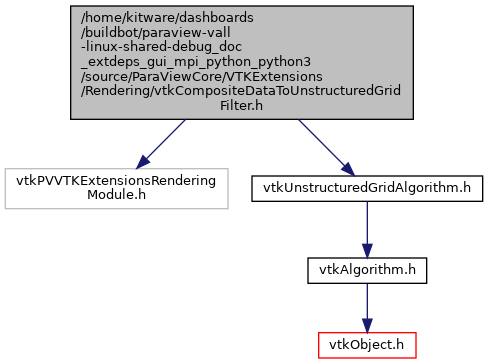 /home/kitware/dashboards
/buildbot/paraview-vall
-linux-shared-debug_doc
_extdeps_gui_mpi_python_python3
/source/ParaViewCore/VTKExtensions
/Rendering/vtkCompositeDataToUnstructuredGrid
Filter.h
vtkPVVTKExtensionsRendering
Module.h
vtkUnstructuredGridAlgorithm.h
vtkAlgorithm.h
vtkObject.h